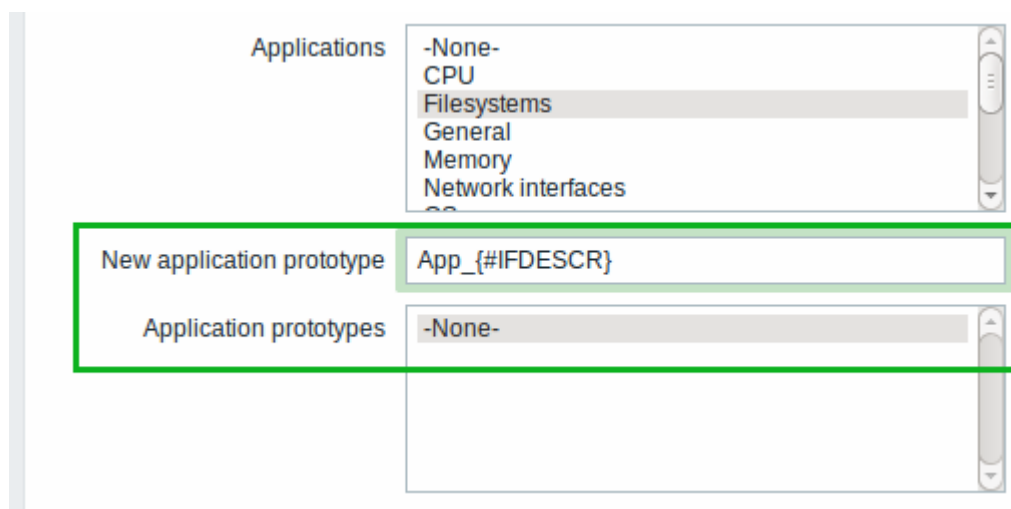 Applications
-None-
CPU
Filesystems
General
Memory
Network interfaces
New application prototype
App_{#IFDESCR}
Application prototypes
-None-